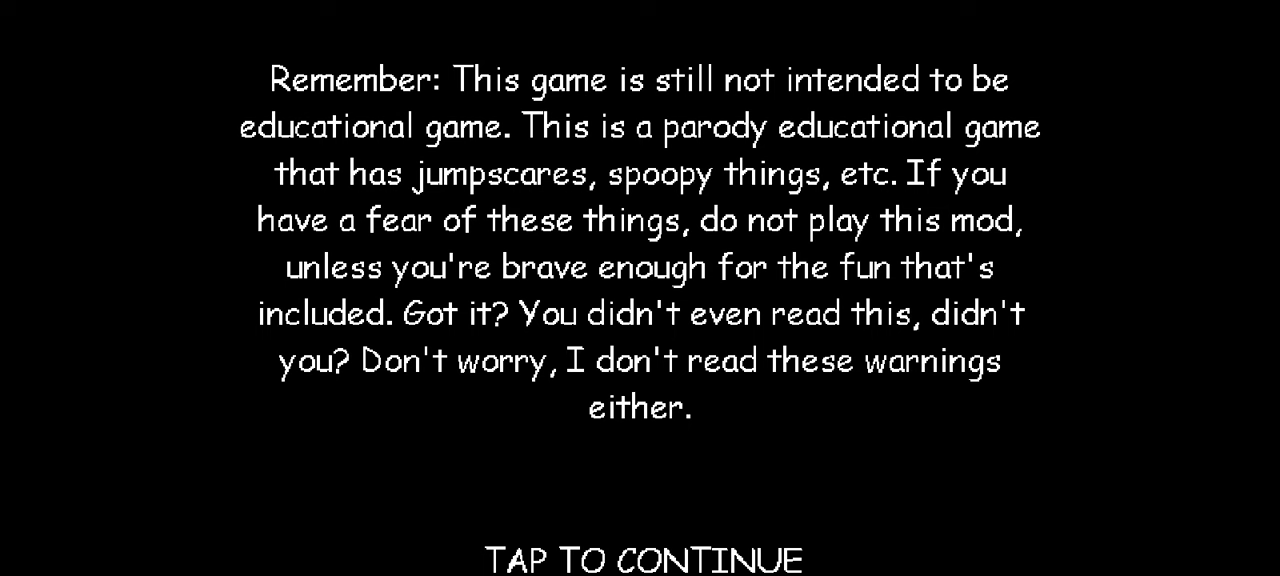 Remember: This game is still not intended to be
educational game. This is a parody educational game
that has jumpscares, spoopy things, etc. If you
have a fear of these things, do not play this mod,
unless you're brave enough for the fun that's
included. Got it? You didn't even read this, didn't
you? Don't worry, I don't read these warnings
either.
TAP TO CONTINUE